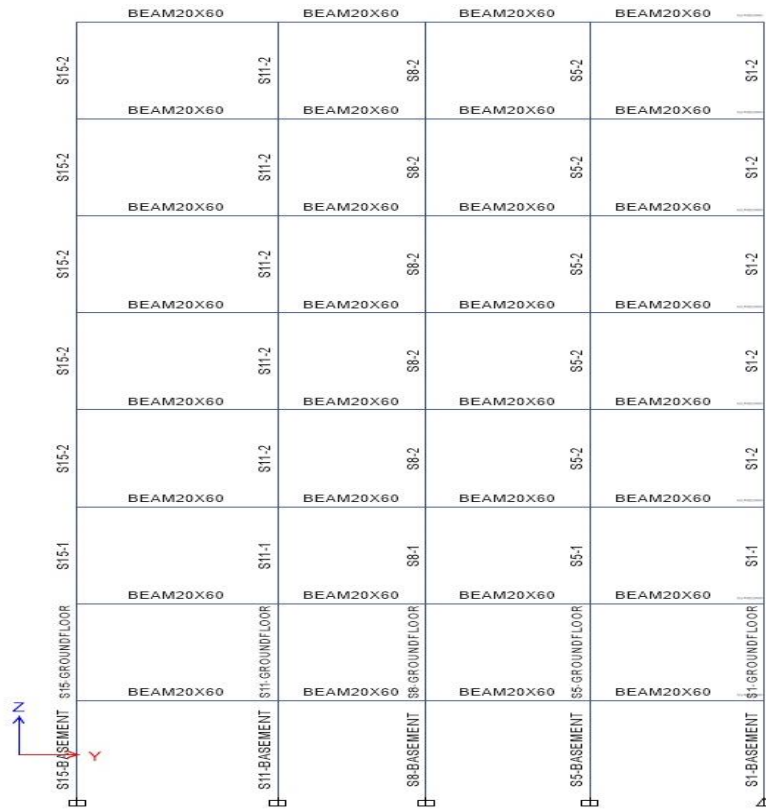 BEAM20X60 BEAM20X60 BEAM20X60 BEAM20X60
S15-2 S11-2 S8-2 S5-2 S1-2
BEAM20X60 BEAM20X60 BEAM20X60 BEAM20X60
S15-2 S11-2 S8-2 S5-2 S1-2
BEAM20X60 BEAM20X60 BEAM20X60 BEAM20X60
S15-2 S11-2 S8-2 S5-2 S1-2
BEAM20X60 BEAM20X60 BEAM20X60 BEAM20X60
S15-2 S11-2 S8-2 S5-2 S1-2
BEAM20X60 BEAM20X60 BEAM20X60 BEAM20X60
S15-2 S11-2 S8-2 S5-2 S1-2
BEAM20X60 BEAM20X60 BEAM20X60 BEAM20X60
S15-1 S11-1 S8-1 S5-1 S1-1
BEAM20X60 BEAM20X60 BEAM20X60 BEAM20X60
S15-GROUNDFLOOR S11-GROUNDFLOOR S8-GROUNDFLOOR S5-GROUNDFLOOR S1-GROUNDFLOOR
BEAM20X60 BEAM20X60 BEAM20X60 BEAM20X60
Z
S15-BASEMENT S11-BASEMENT S8-BASEMENT S5-BASEMENT S1-BASEMENT
Y